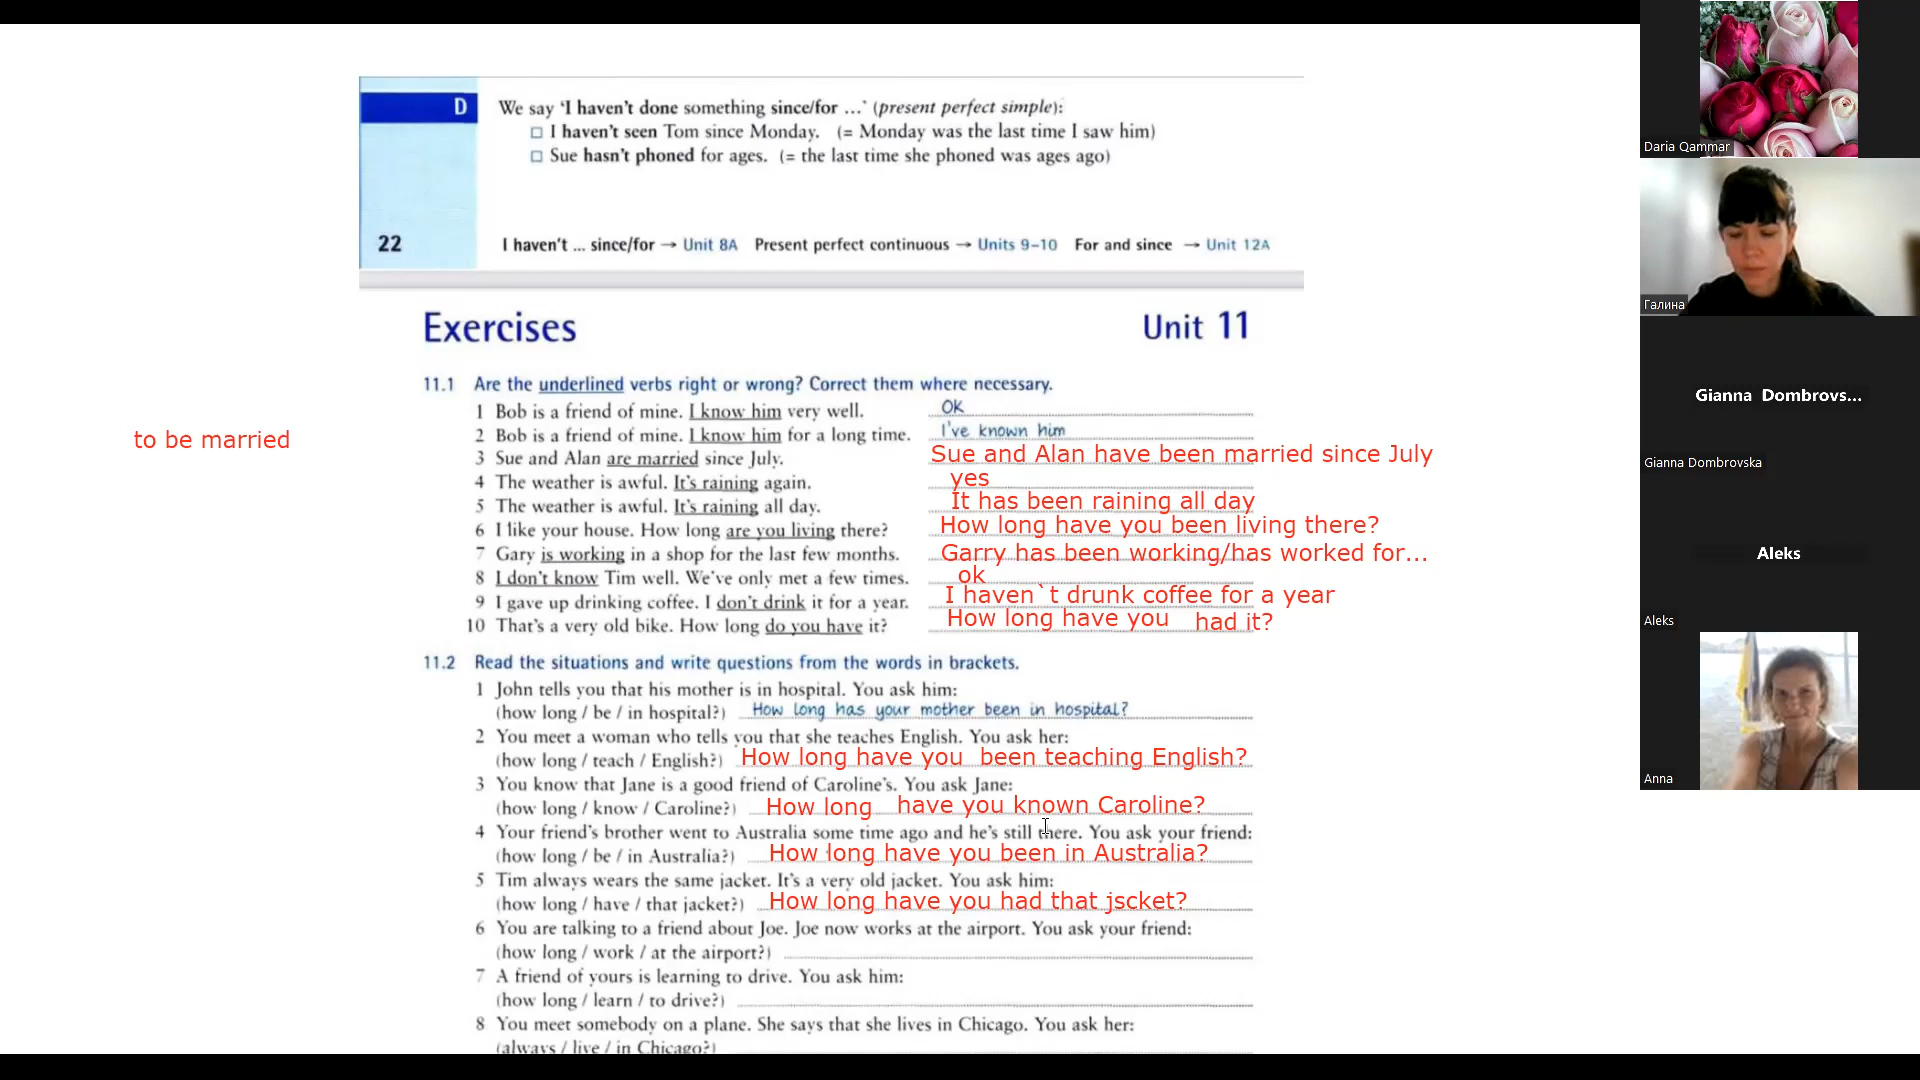 D
We say 'I haven't done something since/for ...' (present perfect simple):
I haven't seen Tom since Monday. (= Monday was the last time I saw him)
Sue hasn't phoned for ages. (= the last time she phoned was ages ago)
22
I haven't ... since/for → Unit 8A Present perfect continuous → Units 9–10 For and since → Unit 12A
Exercises
Unit 11
11.1 Are the underlined verbs right or wrong? Correct them where necessary.
1 Bob is a friend of mine. I know him very well. OK
2 Bob is a friend of mine. I know him for a long time. I've known him
to be married
3 Sue and Alan are married since July. Sue and Alan have been married since July
4 The weather is awful. It's raining again. yes
5 The weather is awful. It's raining all day. It has been raining all day
6 I like your house. How long are you living there? How long have you been living there?
7 Gary is working in a shop for the last few months. Garry has been working/has worked for...
8 I don't know Tim well. We've only met a few times. ok
9 I gave up drinking coffee. I don't drink it for a year. I haven`t drunk coffee for a year
10 That's a very old bike. How long do you have it? How long have you had it?
11.2 Read the situations and write questions from the words in brackets.
1 John tells you that his mother is in hospital. You ask him:
(how long / be / in hospital?) How long has your mother been in hospital?
2 You meet a woman who tells you that she teaches English. You ask her:
(how long / teach / English?) How long have you been teaching English?
3 You know that Jane is a good friend of Caroline's. You ask Jane:
(how long / know / Caroline?) How long have you known Caroline?
4 Your friend's brother went to Australia some time ago and he's still there. You ask your friend:
(how long / be / in Australia?) How long have you been in Australia?
5 Tim always wears the same jacket. It's a very old jacket. You ask him:
(how long / have / that jacket?) How long have you had that jscket?
6 You are talking to a friend about Joe. Joe now works at the airport. You ask your friend:
(how long / work / at the airport?)
7 A friend of yours is learning to drive. You ask him:
(how long / learn / to drive?)
8 You meet somebody on a plane. She says that she lives in Chicago. You ask her:
(always / live / in Chicago?)
Daria Qammar
Галина
Gianna Dombrovs...
Gianna Dombrovska
Aleks
Aleks
Anna